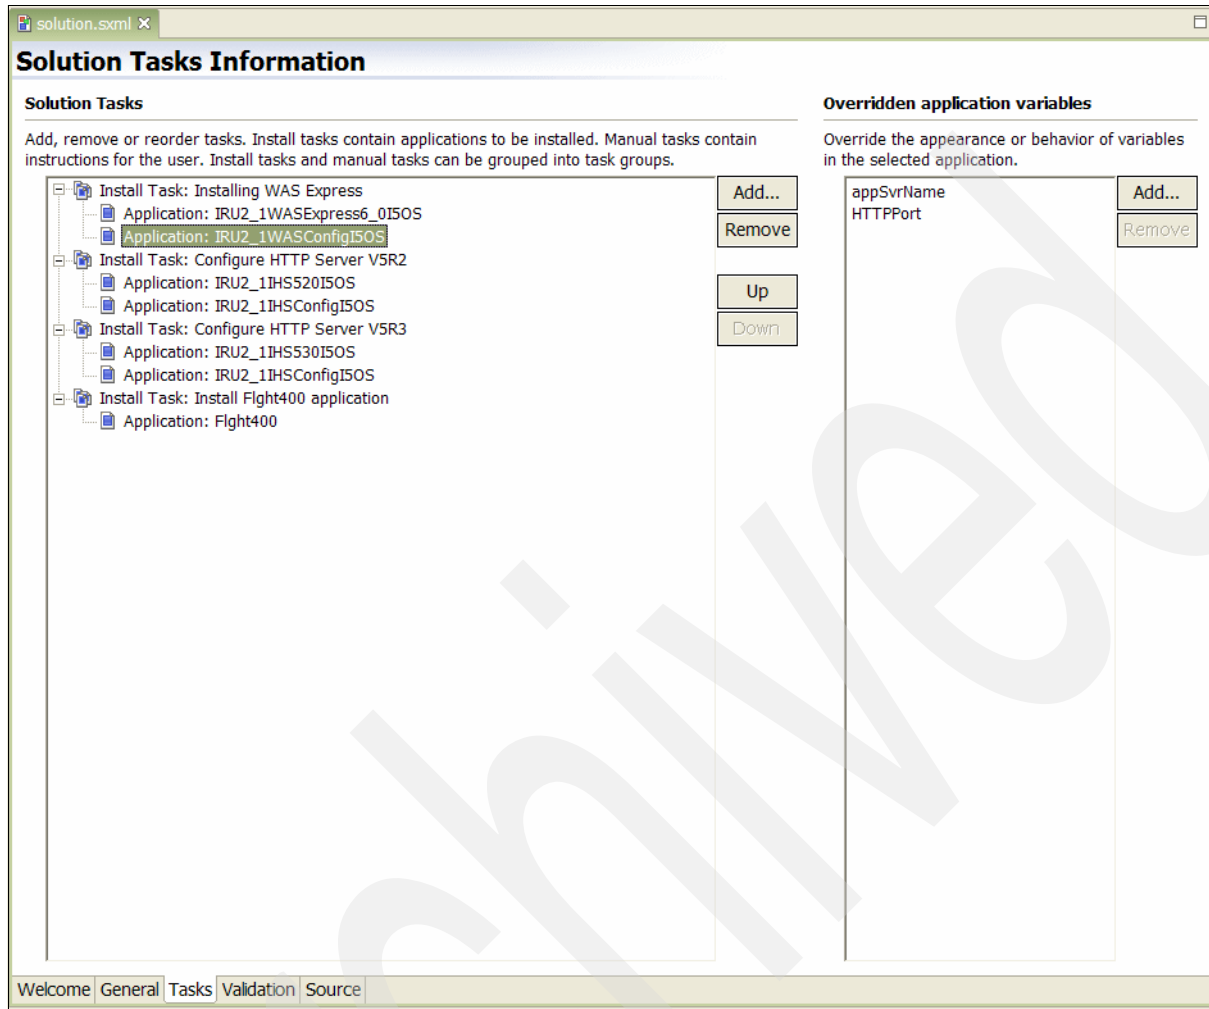 solution.sxml
Solution Tasks Information
Solution Tasks
Add, remove or reorder tasks. Install tasks contain applications to be installed. Manual tasks contain
instructions for the user. Install tasks and manual tasks can be grouped into task groups.
Install Task: Installing WAS Express
Application: IRU2_1WASExpress6_0I5OS
Application: IRU2_1WASConfigI5OS
Install Task: Configure HTTP Server V5R2
Application: IRU2_1IHS520I5OS
Application: IRU2_1IHSConfigI5OS
Install Task: Configure HTTP Server V5R3
Application: IRU2_1IHS530I5OS
Application: IRU2_1IHSConfigI5OS
Install Task: Install Flght400 application
Application: Flght400
Add...
Remove
Up
Down
Overridden application variables
Override the appearance or behavior of variables
in the selected application.
appSvrName
HTTPPort
Add...
Remove
Welcome General Tasks Validation Source
chived